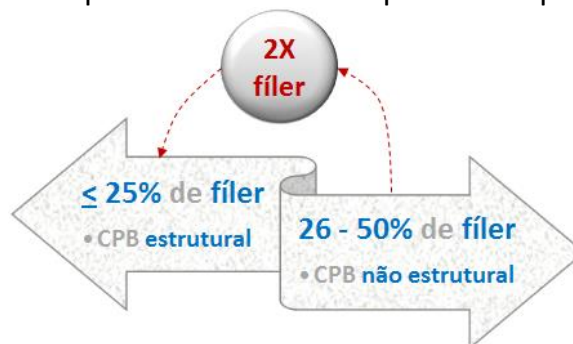 2X
fíler
≤ 25% de fíler
• CPB estrutural
26 - 50% de fíler
• CPB não estrutural